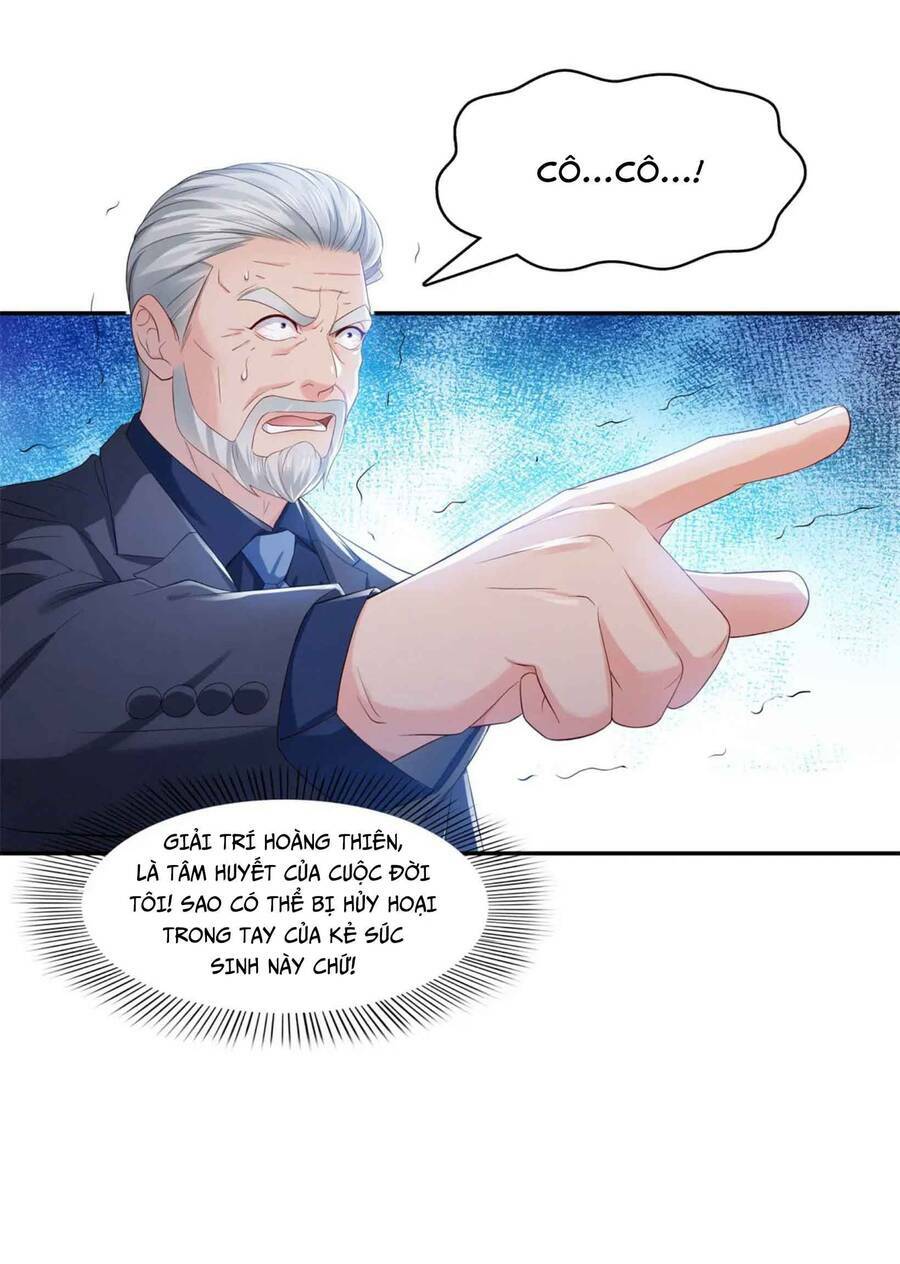 CÔ...CÔ...!
GIẢI TRÍ HOÀNG THIÊN,
LÀ TÂM HUYẾT CỦA CUỘC ĐỜI
TÔI! SAO CÓ THỂ BỊ HỦY HOẠI
TRONG TAY CỦA KẺ SÚC
SINH NÀY CHỨ!